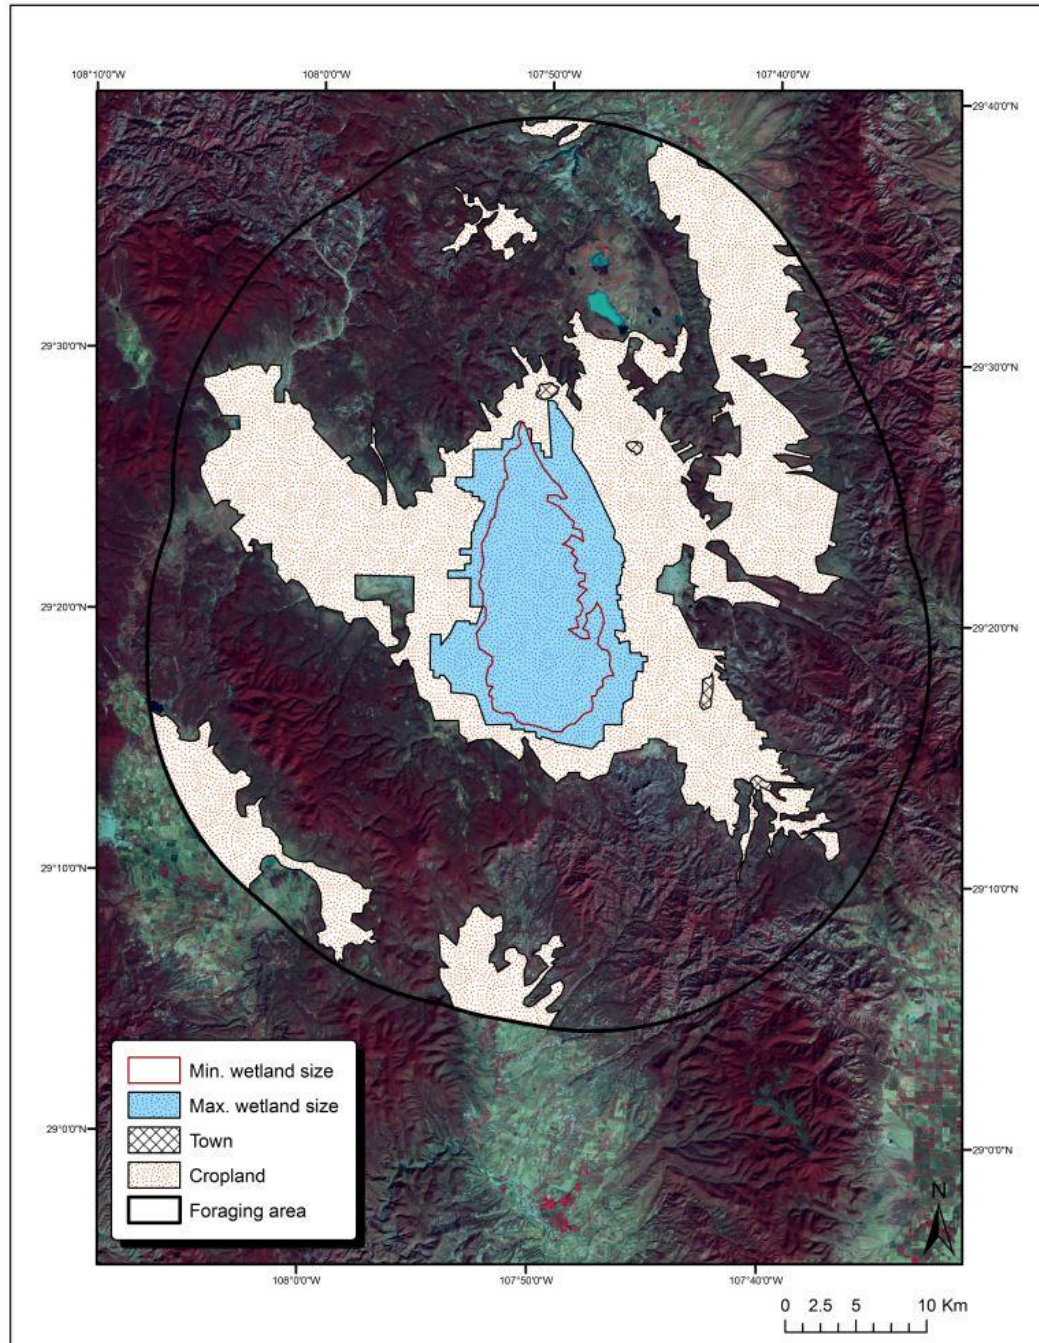 108°10'0"W 108°0'0"W 107°50'0"W 107°40'0"W
29°40'0"N
29°30'0"N 29°30'0"N
29°20'0"N 29°20'0"N
29°10'0"N 29°10'0"N
29°0'0"N 29°0'0"N
Min. wetland size
Max. wetland size
Town
Cropland
Foraging area
N
108°0'0"W 107°50'0"W 107°40'0"W
0 2.5 5 10 Km